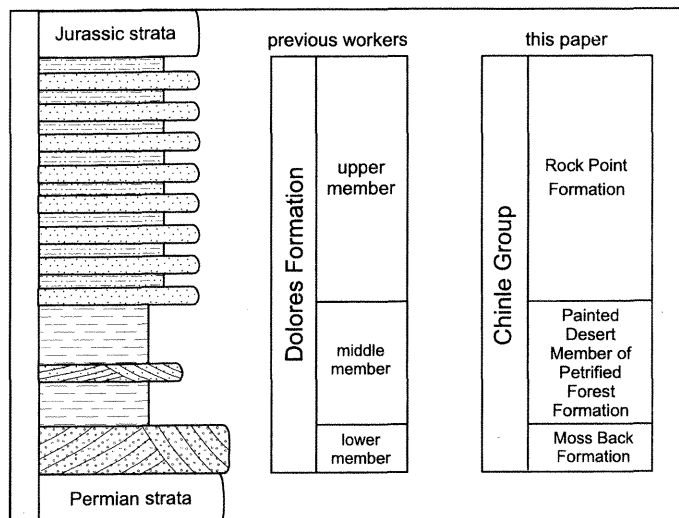 Jurassic strata
previous workers
this paper
Dolores Formation
upper
member
middle
member
lower
member
Chinle Group
Rock Point
Formation
Painted
Desert
Member of
Petrified
Forest
Formation
Moss Back
Formation
Permian strata